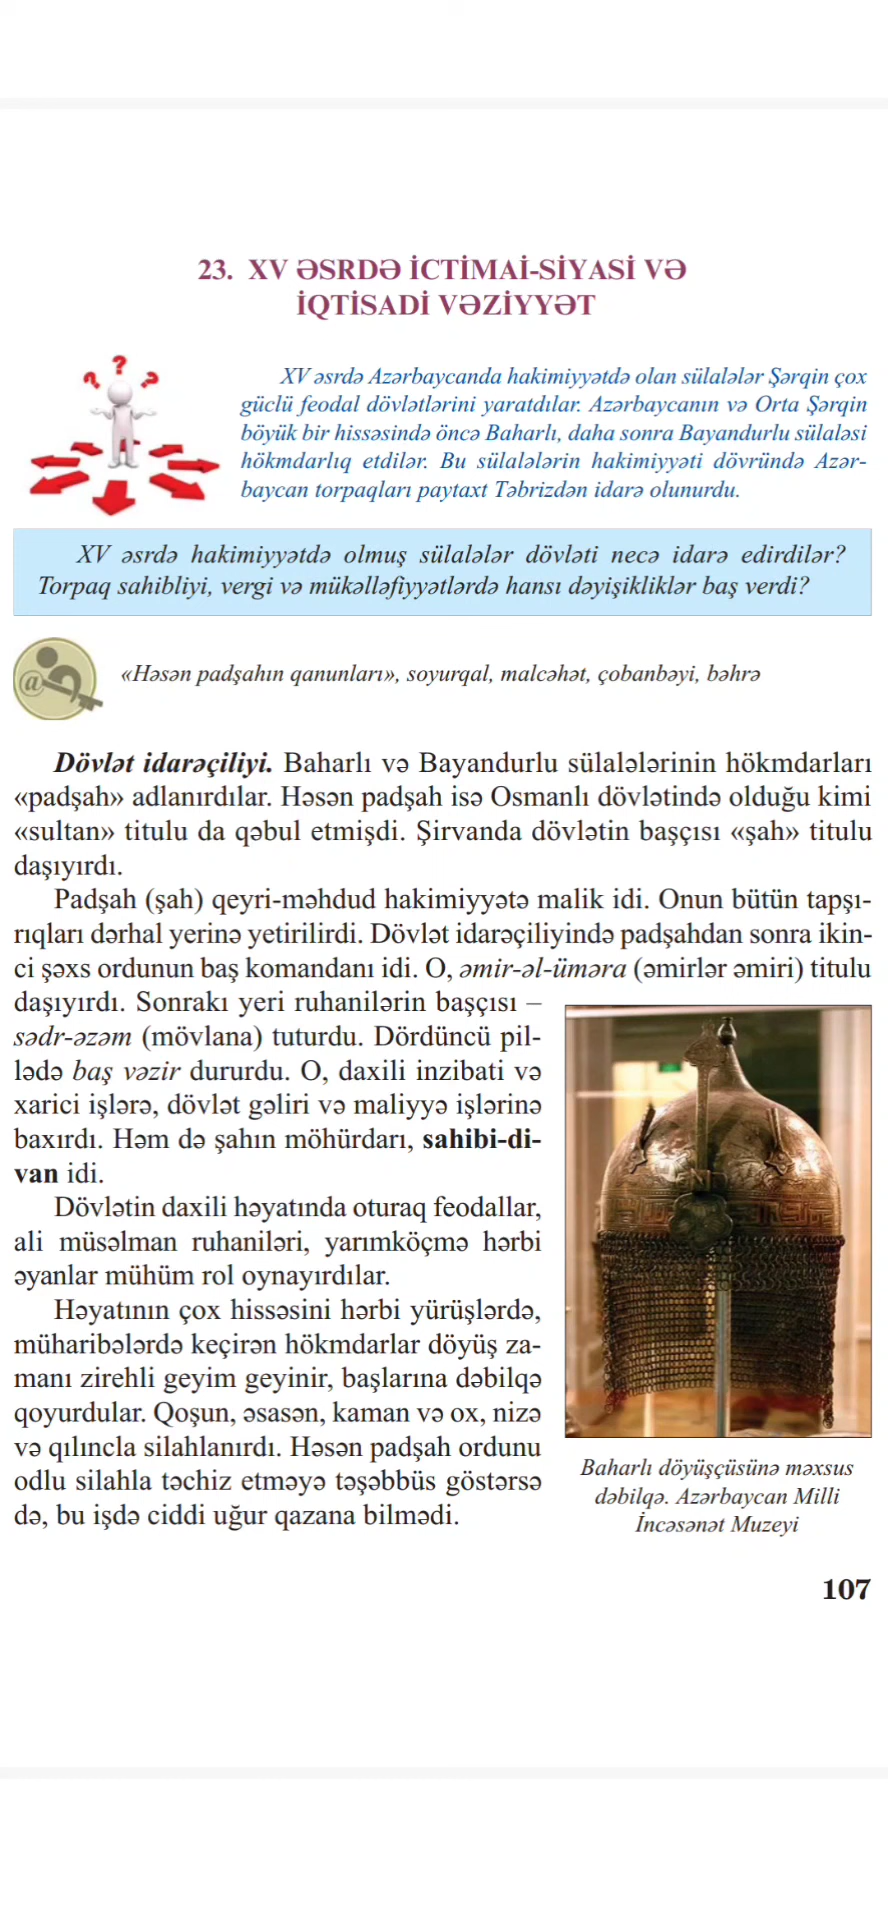 23. XV ƏSRDƏ İCTİMAİ-SİYASİ VƏ
İQTİSADİ VƏZİYYƏT
XV əsrdə Azərbaycanda hakimiyyətdə olan sülalələr Şərqin çox
güclü feodal dövlətlərini yaratdılar. Azərbaycanın və Orta Şərqin
böyük bir hissəsində öncə Baharlı, daha sonra Bayandurlu sülaləsi
hökmdarlıq etdilər. Bu sülalələrin hakimiyyəti dövründə Azər-
baycan torpaqları paytaxt Təbrizdən idarə olunurdu.
XV əsrdə hakimiyyətdə olmuş sülalələr dövləti necə idarə edirdilər?
Torpaq sahibliyi, vergi və mükəlləfiyyətlərdə hansı dəyişikliklər baş verdi?
@
«Həsən padşahın qanunları», soyurqal, malcəhət, çobanbəyi, bəhrə
Dövlət idarəçiliyi. Baharlı və Bayandurlu sülalələrinin hökmdarları
«padşah» adlanırdılar. Həsən padşah isə Osmanlı dövlətində olduğu kimi
«sultan» titulu da qəbul etmişdi. Şirvanda dövlətin başçısı «şah» titulu
daşıyırdı.
Padşah (şah) qeyri-məhdud hakimiyyətə malik idi. Onun bütün tapşı-
rıqları dərhal yerinə yetirilirdi. Dövlət idarəçiliyində padşahdan sonra ikin-
ci şəxs ordunun baş komandanı idi. O, əmir-əl-üməra (əmirlər əmiri) titulu
daşıyırdı. Sonrakı yeri ruhanilərin başçısı –
sədr-əzəm (mövlana) tuturdu. Dördüncü pil-
lədə baş vəzir dururdu. O, daxili inzibati və
xarici işlərə, dövlət gəliri və maliyyə işlərinə
baxırdı. Həm də şahın möhürdarı, sahibi-di-
van idi.
Dövlətin daxili həyatında oturaq feodallar,
ali müsəlman ruhaniləri, yarımköçmə hərbi
əyanlar mühüm rol oynayırdılar.
Həyatının çox hissəsini hərbi yürüşlərdə,
müharibələrdə keçirən hökmdarlar döyüş za-
manı zirehli geyim geyinir, başlarına dəbilqə
qoyurdular. Qoşun, əsasən, kaman və ox, nizə
və qılıncla silahlanırdı. Həsən padşah ordunu
odlu silahla təchiz etməyə təşəbbüs göstərsə
də, bu işdə ciddi uğur qazana bilmədi.
Baharlı döyüşçüsünə məxsus
dəbilqə. Azərbaycan Milli
İncəsənət Muzeyi
107